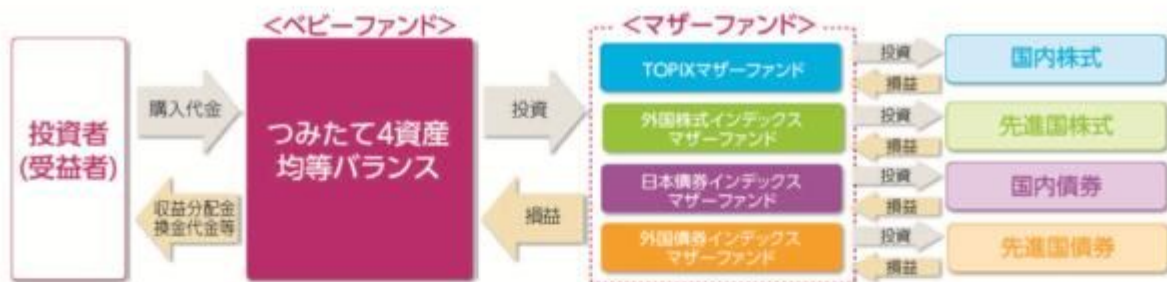 <ベビーファンド>
<マザーファンド>
投資者
(受益者)
購入代金
収益分配金
換金代金等
つみたて4資産
均等バランス
投資
損益
TOPIXマザーファンド
投資
損益
国内株式
外国株式インデックス
マザーファンド
投資
損益
先進国株式
日本債券インデックス
マザーファンド
投資
損益
国内債券
外国債券インデックス
マザーファンド
投資
損益
先進国債券